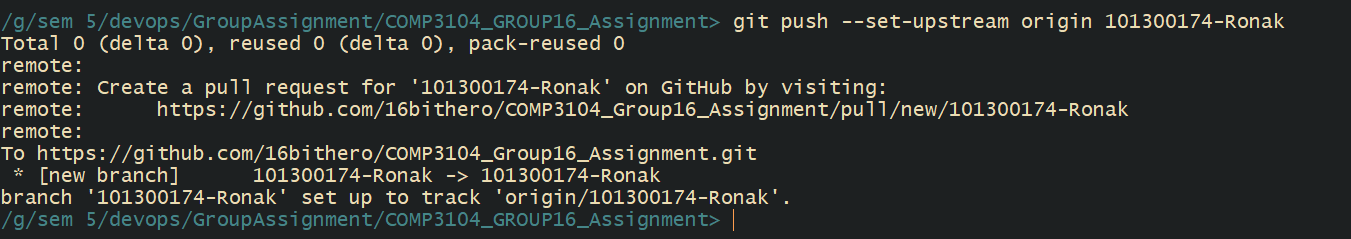 /g/sem 5/devops/GroupAssignment/COMP3104_GROUP16_Assignment> git push --set-upstream origin 101300174-Ronak
Total 0 (delta 0), reused 0 (delta 0), pack-reused 0
remote:
remote: Create a pull request for '101300174-Ronak' on GitHub by visiting:
remote:      https://github.com/16bithero/COMP3104_Group16_Assignment/pull/new/101300174-Ronak
remote:
To https://github.com/16bithero/COMP3104_Group16_Assignment.git
 * [new branch]      101300174-Ronak -> 101300174-Ronak
branch '101300174-Ronak' set up to track 'origin/101300174-Ronak'.
/g/sem 5/devops/GroupAssignment/COMP3104_GROUP16_Assignment>